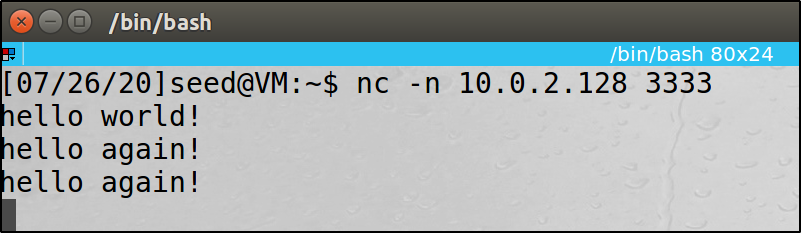 /bin/bash
/bin/bash 80x24
[07/26/20]seed@VM:~$ nc -n 10.0.2.128 3333
hello world!
hello again!
hello again!